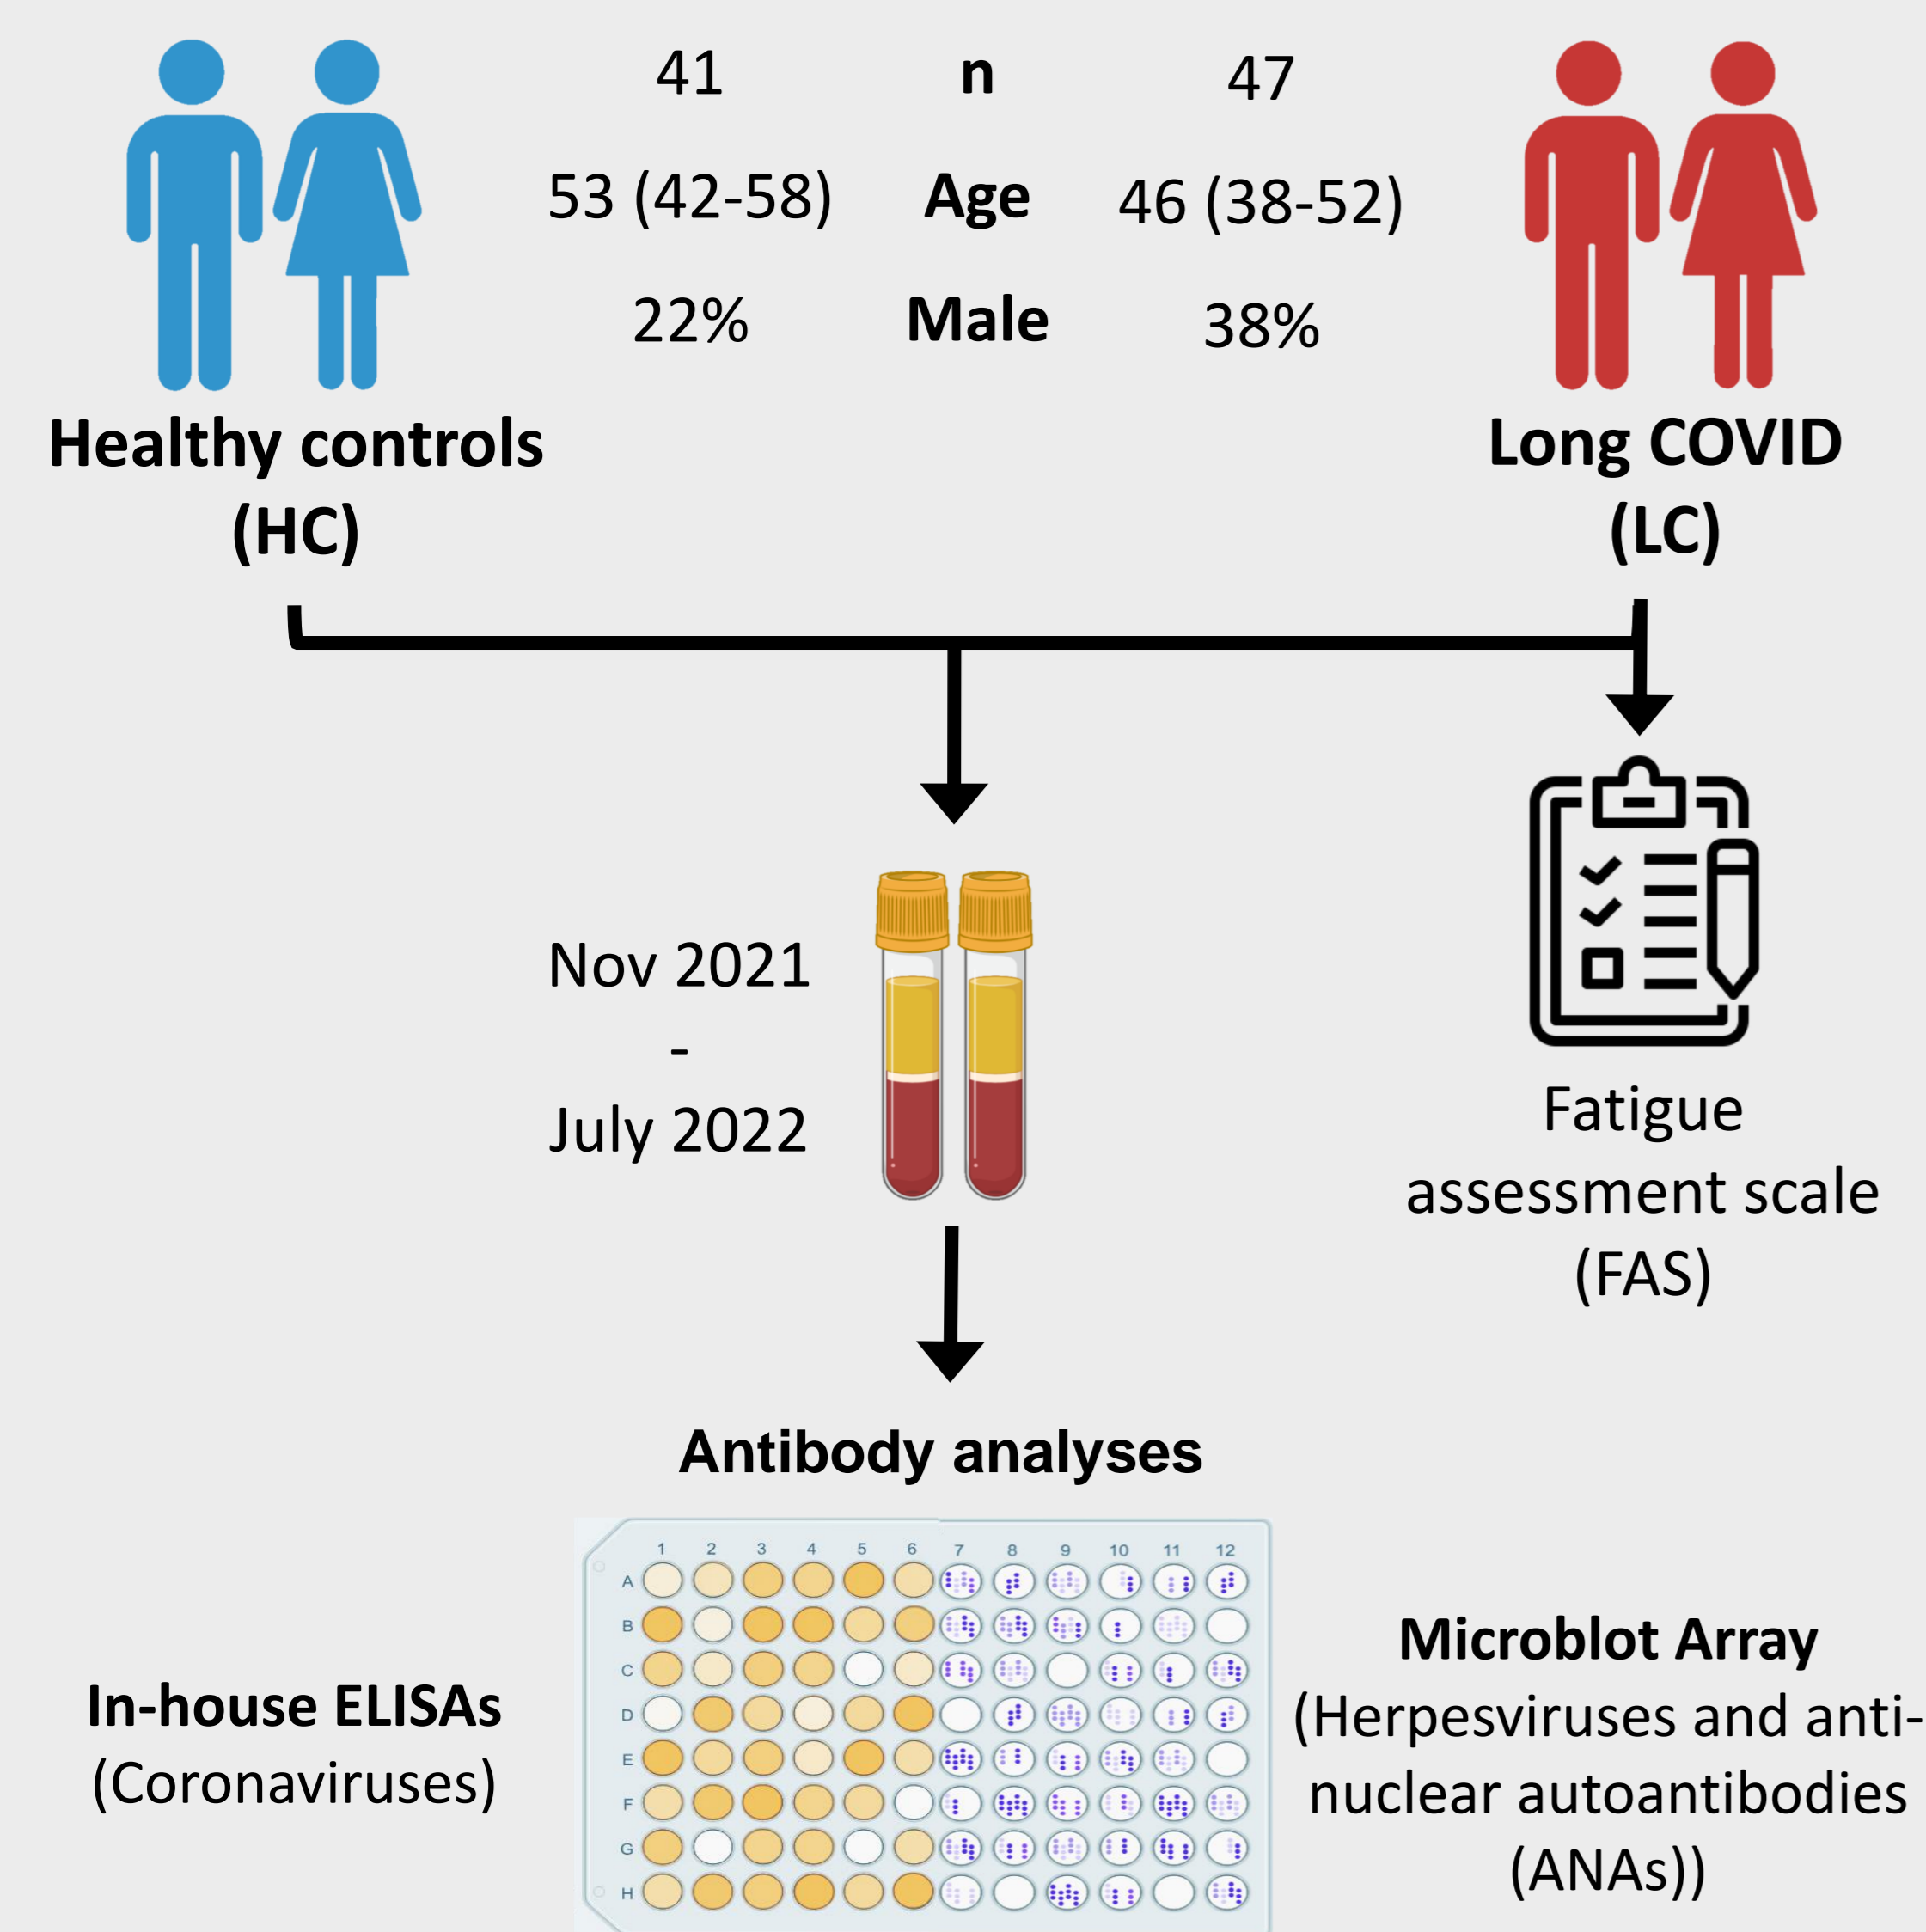 41 n 47
53 (42-58) Age 46 (38-52)
22% Male 38%
Healthy controls
(HC)
Long COVID
(LC)
Nov 2021
-
July 2022
Fatigue
assessment scale
(FAS)
Antibody analyses
1 2 3 4 5 6 7 8 9 10 11 12
A
B
C
D
E
F
G
H
In-house ELISAs
(Coronaviruses)
Microblot Array
(Herpesviruses and anti-
nuclear autoantibodies
(ANAs))